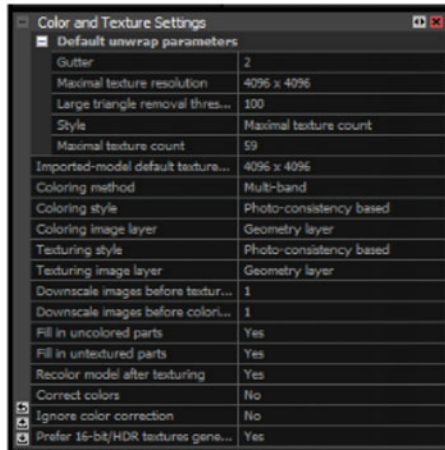 Color and Texture Settings
Default unwrap parameters
Gutter 2
Maximal texture resolution 4096 x 4096
Large triangle removal thres... 100
Style Maximal texture count
Maximal texture count 59
Imported-model default texture... 4096 x 4096
Coloring method Multi-band
Coloring style Photo-consistency based
Coloring image layer Geometry layer
Texturing style Photo-consistency based
Texturing image layer Geometry layer
Downscale images before textur... 1
Downscale images before colori... 1
Fill in uncolored parts Yes
Fill in untextured parts Yes
Recolor model after texturing Yes
Correct colors No
Ignore color correction No
Prefer 16-bit/HDR textures gene... Yes